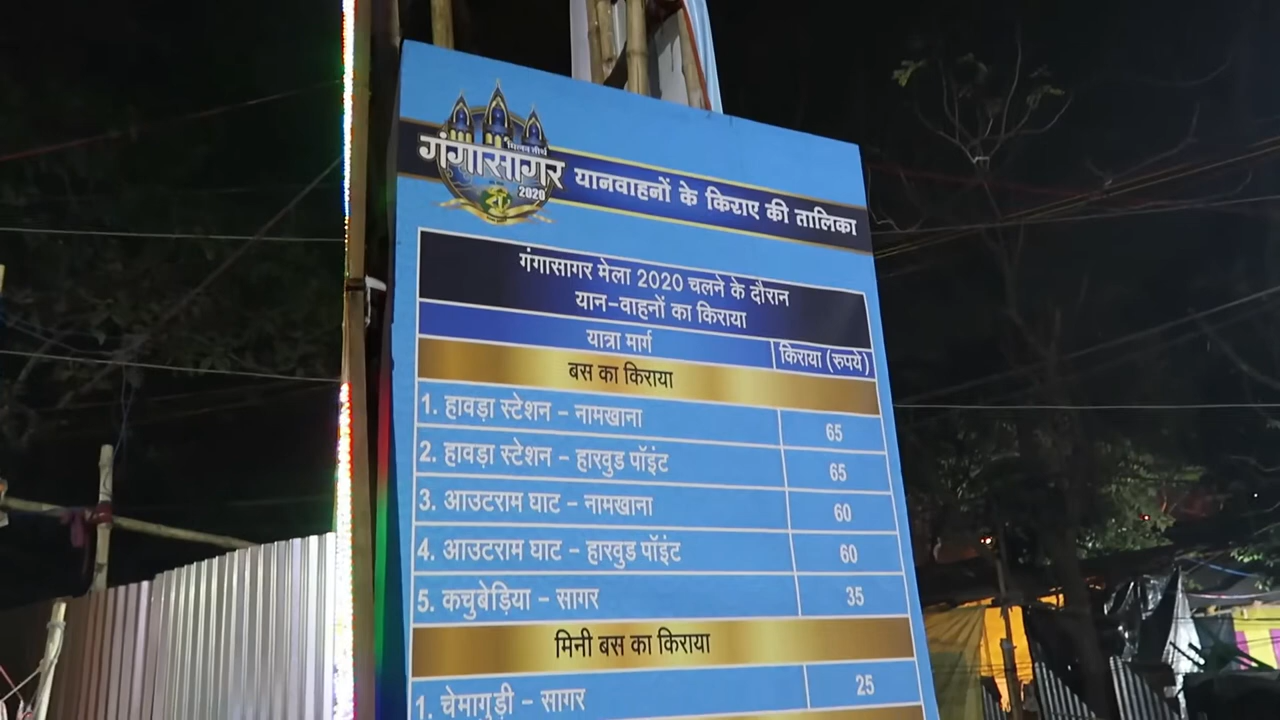 मिलन तीर्थ
गंगासागर
2020
यानवाहनों के किराए की तालिका
गंगासागर मेला 2020 चलने के दौरान
यान-वाहनों का किराया
यात्रा मार्ग किराया (रुपये)
बस का किराया
1. हावड़ा स्टेशन - नामखाना 65
2. हावड़ा स्टेशन - हारवुड पॉइंट 65
3. आउटराम घाट - नामखाना 60
4. आउटराम घाट - हारवुड पॉइंट 60
5. कचुबेड़िया - सागर 35
मिनी बस का किराया
1. चेमागुड़ी - सागर 25